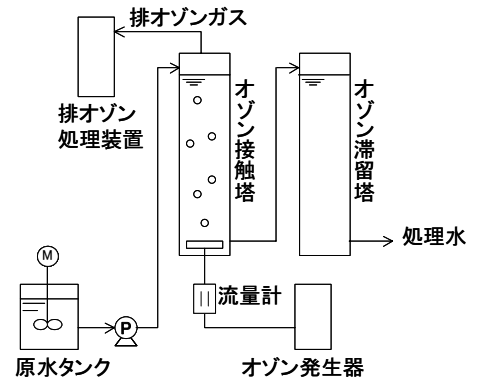 排オゾンガス
排オゾン
処理装置
オゾン接触塔
オゾン滞留塔
処理水
M
流量計
P
原水タンク
オゾン発生器